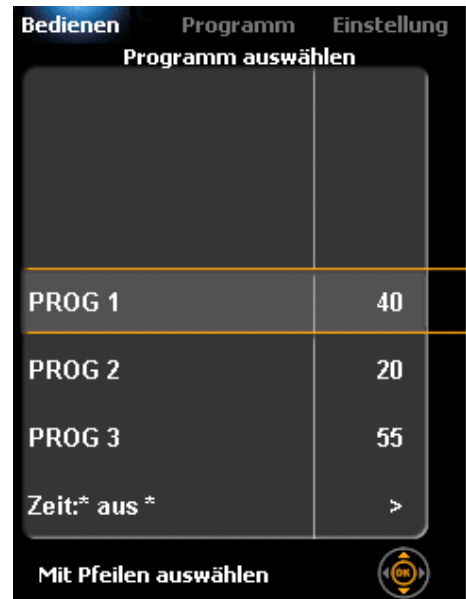 Bedienen Programm Einstellung
Programm auswählen
PROG 1 40
PROG 2 20
PROG 3 55
Zeit:* aus * >
Mit Pfeilen auswählen OK